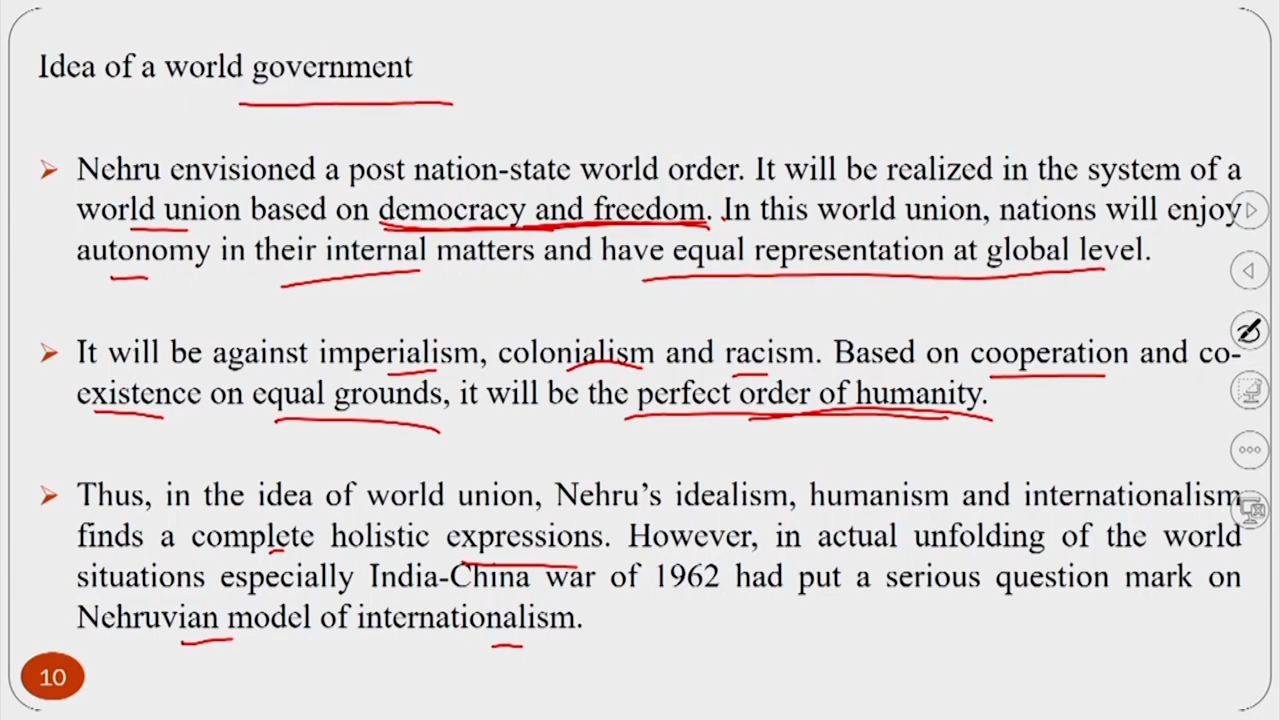 Idea of a world government
➢ Nehru envisioned a post nation-state world order. It will be realized in the system of a
world union based on democracy and freedom. In this world union, nations will enjoy
autonomy in their internal matters and have equal representation at global level.
➢ It will be against imperialism, colonialism and racism. Based on cooperation and co-
existence on equal grounds, it will be the perfect order of humanity.
➢ Thus, in the idea of world union, Nehru's idealism, humanism and internationalism
finds a complete holistic expressions. However, in actual unfolding of the world
situations especially India-China war of 1962 had put a serious question mark on
Nehruvian model of internationalism.
10